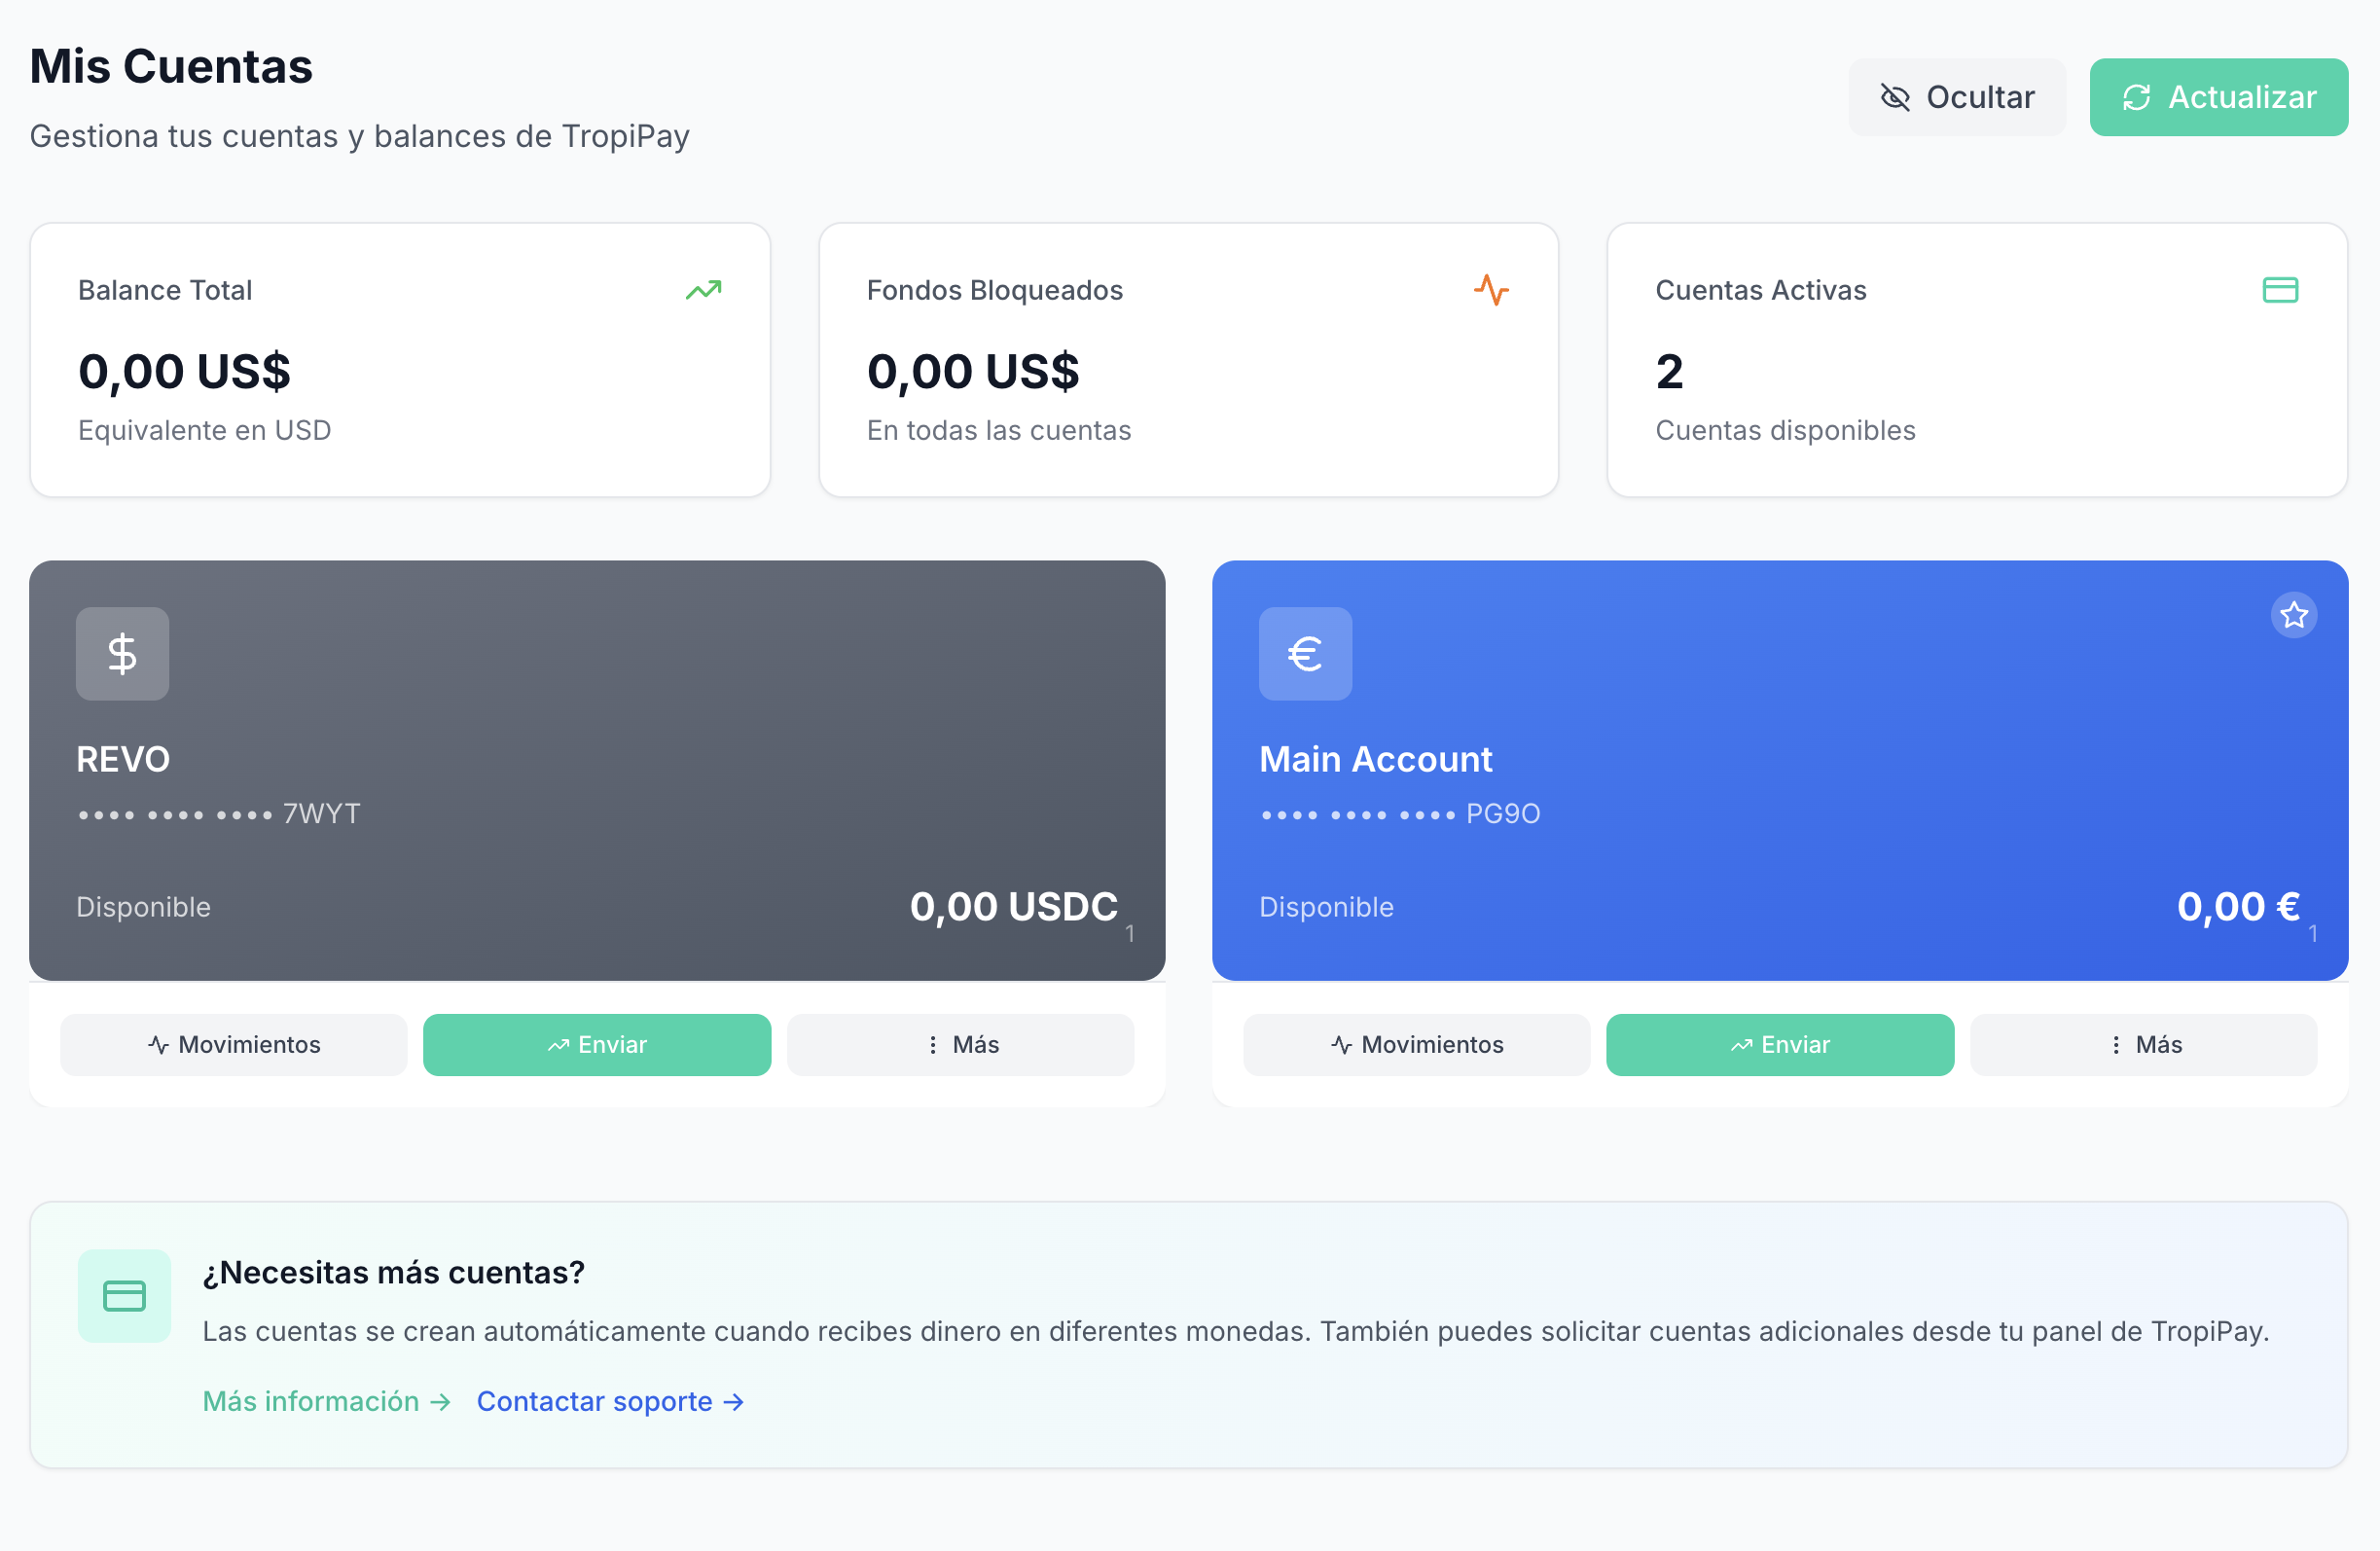 Mis Cuentas
Gestiona tus cuentas y balances de TropiPay
Ocultar
Actualizar
Balance Total
0,00 US$
Equivalente en USD
Fondos Bloqueados
0,00 US$
En todas las cuentas
Cuentas Activas
2
Cuentas disponibles
$
REVO
•••• •••• •••• 7WYT
Disponible
0,00 USDC
1
Movimientos
Enviar
Más
€
Main Account
•••• •••• •••• PG9O
Disponible
0,00 €
1
Movimientos
Enviar
Más
¿Necesitas más cuentas?
Las cuentas se crean automáticamente cuando recibes dinero en diferentes monedas. También puedes solicitar cuentas adicionales desde tu panel de TropiPay.
Más información →
Contactar soporte →